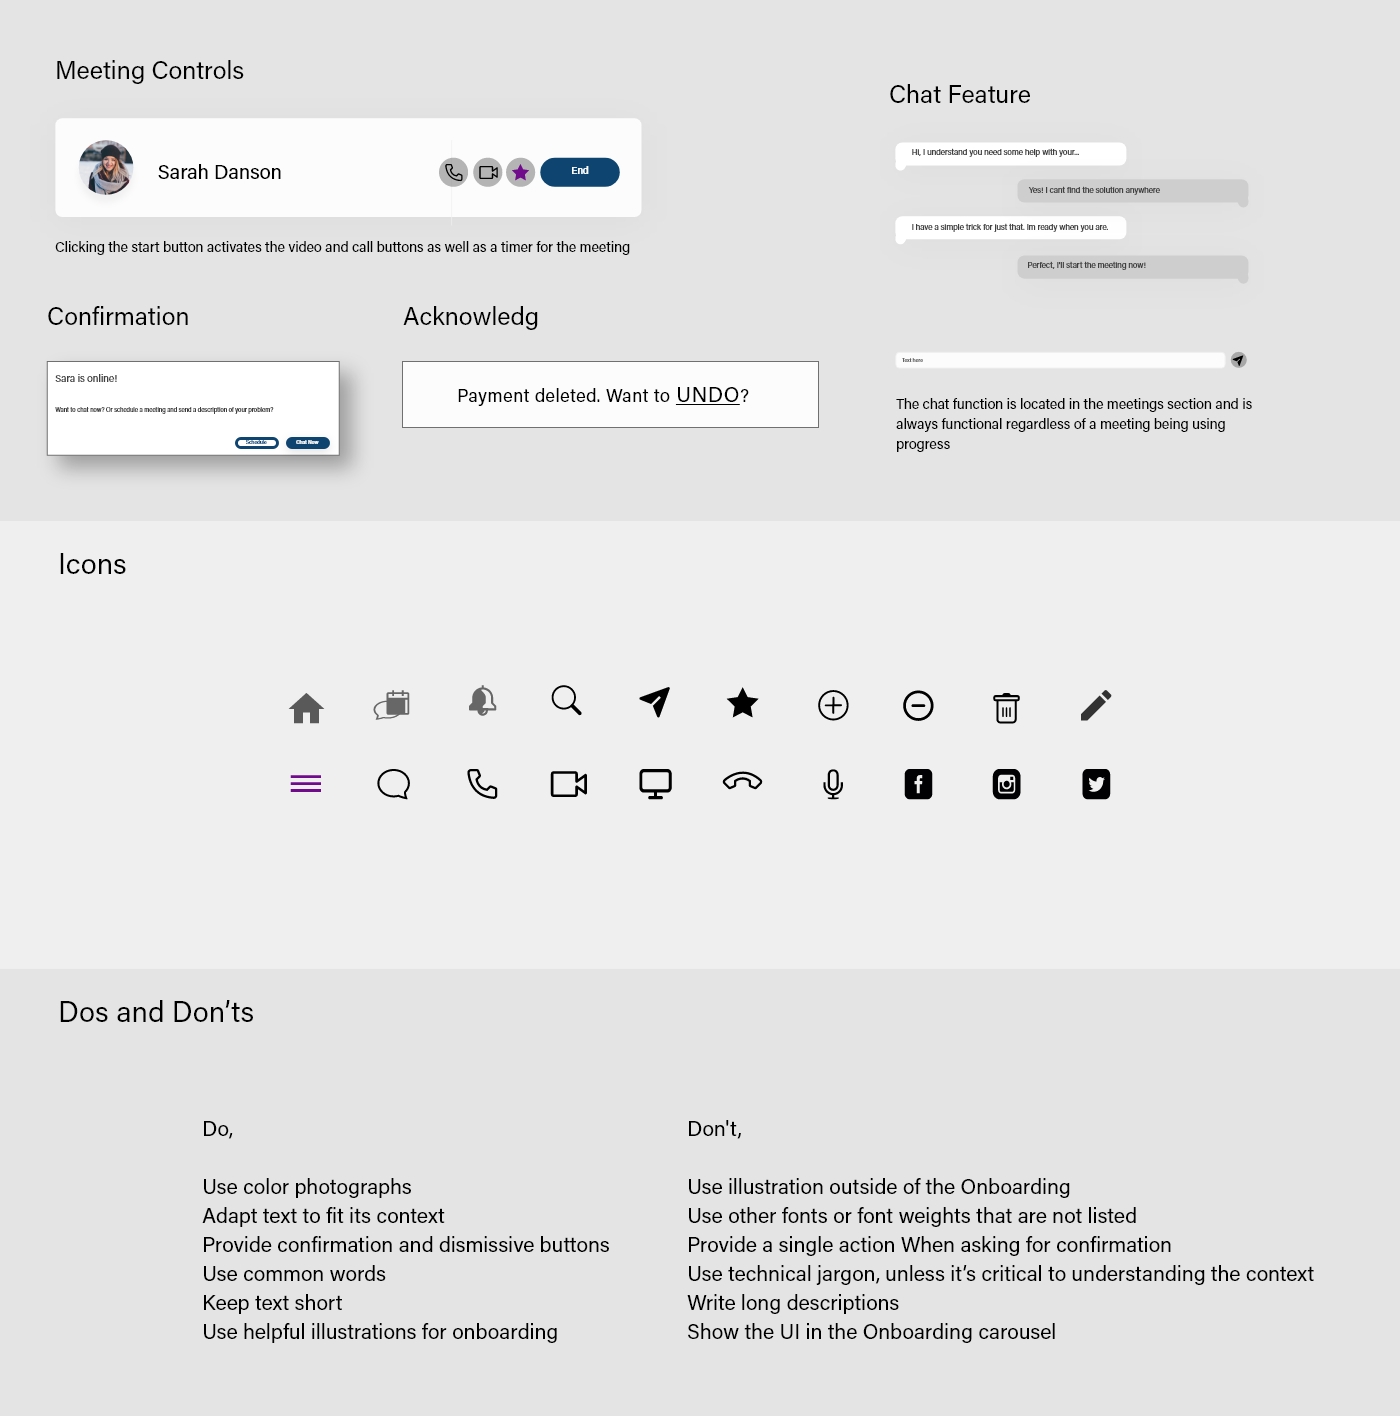 Meeting Controls
Sarah Danson
End
Clicking the start button activates the video and call buttons as well as a timer for the meeting
Chat Feature
Hi, I understand you need some help with your...
Yes! I cant find the solution anywhere
I have a simple trick for just that. Im ready when you are.
Perfect, I'll start the meeting now!
Text here
The chat function is located in the meetings section and is
always functional regardless of a meeting being using
progress
Confirmation
Sara is online!
Want to chat now? Or schedule a meeting and send a description of your problem?
Schedule
Chat Now
Acknowledg
Payment deleted. Want to UNDO?
Icons
Dos and Don’ts
Do,
Use color photographs
Adapt text to fit its context
Provide confirmation and dismissive buttons
Use common words
Keep text short
Use helpful illustrations for onboarding
Don't,
Use illustration outside of the Onboarding
Use other fonts or font weights that are not listed
Provide a single action When asking for confirmation
Use technical jargon, unless it’s critical to understanding the context
Write long descriptions
Show the UI in the Onboarding carousel